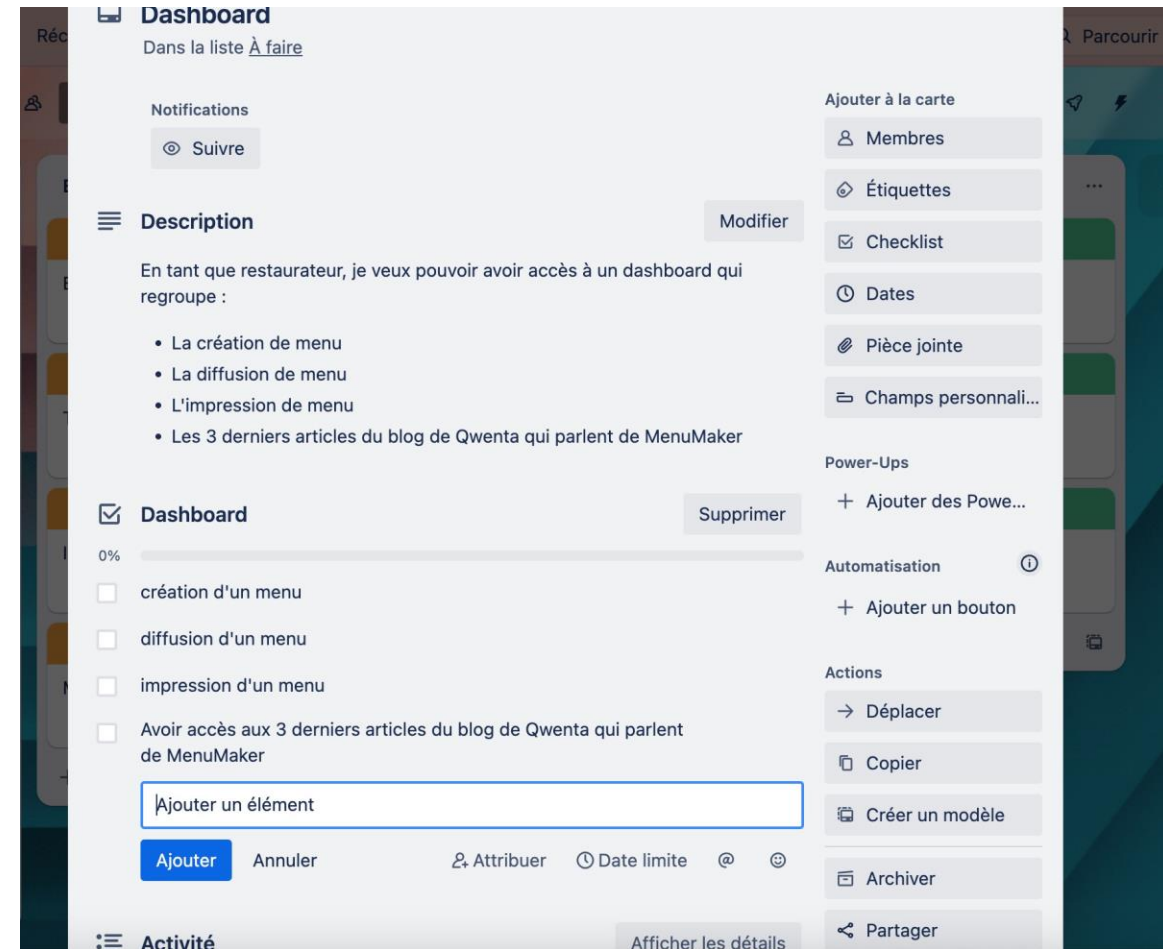 Dashboard
Dans la liste À faire
Parcourir
Notifications
Suivre
Description
Modifier
En tant que restaurateur, je veux pouvoir avoir accès à un dashboard qui
regroupe :
• La création de menu
• La diffusion de menu
• L'impression de menu
• Les 3 derniers articles du blog de Qwenta qui parlent de MenuMaker
Dashboard
Supprimer
0%
création d'un menu
diffusion d'un menu
impression d'un menu
Avoir accès aux 3 derniers articles du blog de Qwenta qui parlent
de MenuMaker
Ajouter un élément
Ajouter
Annuler
Attribuer
Date limite
@
Activité
Afficher les détails
Ajouter à la carte
Membres
Étiquettes
Checklist
Dates
Pièce jointe
Champs personnali...
Power-Ups
+ Ajouter des Powe...
Automatisation
+ Ajouter un bouton
Actions
Déplacer
Copier
Créer un modèle
Archiver
Partager